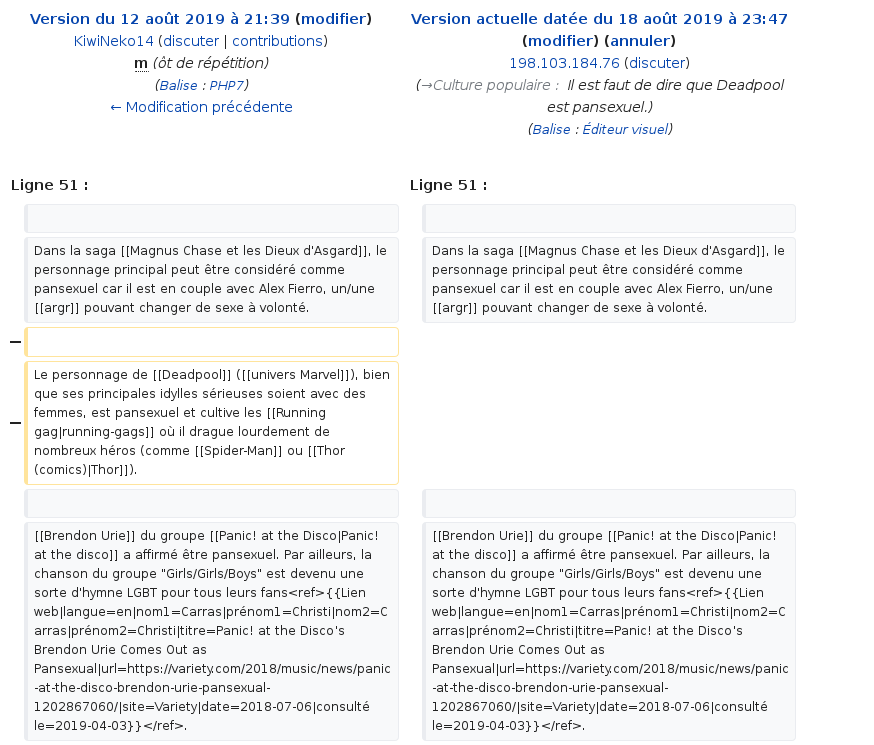 Version du 12 août 2019 à 21:39 (modifier)
KiwiNeko14 (discuter | contributions)
m (ôt de répétition)
(Balise : PHP7)
← Modification précédente
Version actuelle datée du 18 août 2019 à 23:47
(modifier) (annuler)
198.103.184.76 (discuter)
(→Culture populaire : Il est faut de dire que Deadpool
est pansexuel.)
(Balise : Éditeur visuel)
Ligne 51 :
Ligne 51 :
Dans la saga [[Magnus Chase et les Dieux d'Asgard]], le
personnage principal peut être considéré comme
pansexuel car il est en couple avec Alex Fierro, un/une
[[argr]] pouvant changer de sexe à volonté.
Dans la saga [[Magnus Chase et les Dieux d'Asgard]], le
personnage principal peut être considéré comme
pansexuel car il est en couple avec Alex Fierro, un/une
[[argr]] pouvant changer de sexe à volonté.
−
−
Le personnage de [[Deadpool]] ([[univers Marvel]]), bien
que ses principales idylles sérieuses soient avec des
femmes, est pansexuel et cultive les [[Running
gag|running-gags]] où il drague lourdement de
nombreux héros (comme [[Spider-Man]] ou [[Thor
(comics)|Thor]]).
[[Brendon Urie]] du groupe [[Panic! at the Disco|Panic!
at the disco]] a affirmé être pansexuel. Par ailleurs, la
chanson du groupe "Girls/Girls/Boys" est devenu une
sorte d'hymne LGBT pour tous leurs fans<ref>{{Lien
web|langue=en|nom1=Carras|prénom1=Christi|nom2=C
arras|prénom2=Christi|titre=Panic! at the Disco's
Brendon Urie Comes Out as
Pansexual|url=https://variety.com/2018/music/news/panic
-at-the-disco-brendon-urie-pansexual-
1202867060/|site=Variety|date=2018-07-06|consulté
le=2019-04-03}}</ref>.
[[Brendon Urie]] du groupe [[Panic! at the Disco|Panic!
at the disco]] a affirmé être pansexuel. Par ailleurs, la
chanson du groupe "Girls/Girls/Boys" est devenu une
sorte d'hymne LGBT pour tous leurs fans<ref>{{Lien
web|langue=en|nom1=Carras|prénom1=Christi|nom2=C
arras|prénom2=Christi|titre=Panic! at the Disco's
Brendon Urie Comes Out as
Pansexual|url=https://variety.com/2018/music/news/panic
-at-the-disco-brendon-urie-pansexual-
1202867060/|site=Variety|date=2018-07-06|consulté
le=2019-04-03}}</ref>.